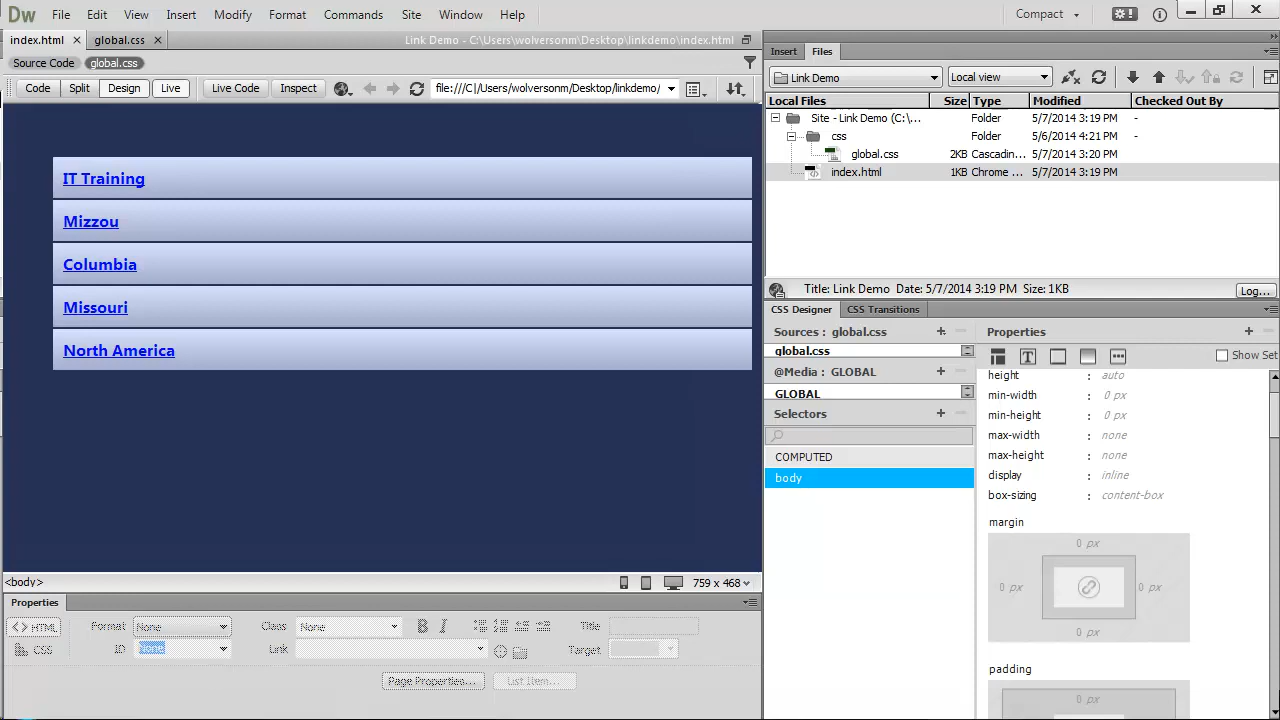 Dw File Edit View Insert Modify Format Commands Site Window Help Compact
index.html global.css Link Demo - C:\Users\wolversonm\Desktop\linkdemo\index.html
Source Code global.css
Code Split Design Live Live Code Inspect file:///C|/Users/wolversonm/Desktop/linkdemo/
IT Training
Mizzou
Columbia
Missouri
North America
<body> 759 x 468
Properties
HTML Format None Class None B I Title
CSS ID None Link Target
Page Properties... List Item...
Insert Files
Link Demo Local view
Local Files Size Type Modified Checked Out By
Site - Link Demo (C:\... Folder 5/7/2014 3:19 PM -
css Folder 5/6/2014 4:21 PM -
global.css 2KB Cascadin... 5/7/2014 3:20 PM
index.html 1KB Chrome ... 5/7/2014 3:19 PM
Title: Link Demo Date: 5/7/2014 3:19 PM Size: 1KB Log...
CSS Designer CSS Transitions
Sources : global.css
global.css
@Media : GLOBAL
GLOBAL
Selectors
COMPUTED
body
Properties
Show Set
height : auto
min-width : 0 px
min-height : 0 px
max-width : none
max-height : none
display : inline
box-sizing : content-box
margin
0 px
0 px 0 px
0 px
padding
0 px